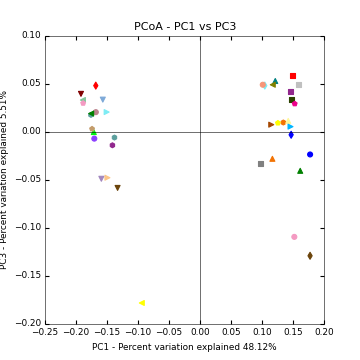 PCoA - PC1 vs PC3
0.10
0.05
0.00
−0.05
−0.10
−0.15
−0.20
PC3 - Percent variation explained 5.51%
−0.25 −0.20 −0.15 −0.10 −0.05 0.00 0.05 0.10 0.15 0.20
PC1 - Percent variation explained 48.12%